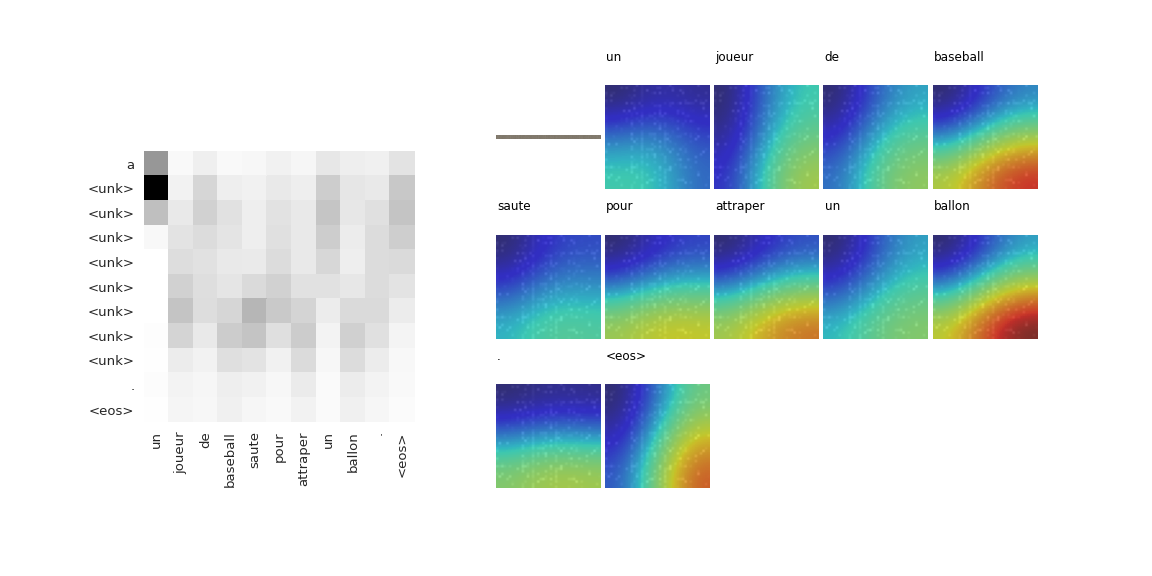 a
<unk>
<unk>
<unk>
<unk>
<unk>
<unk>
<unk>
<unk>
.
<eos>
un joueur de baseball saute pour attraper un ballon . <eos>
un joueur de baseball
saute pour attraper un ballon
. <eos>